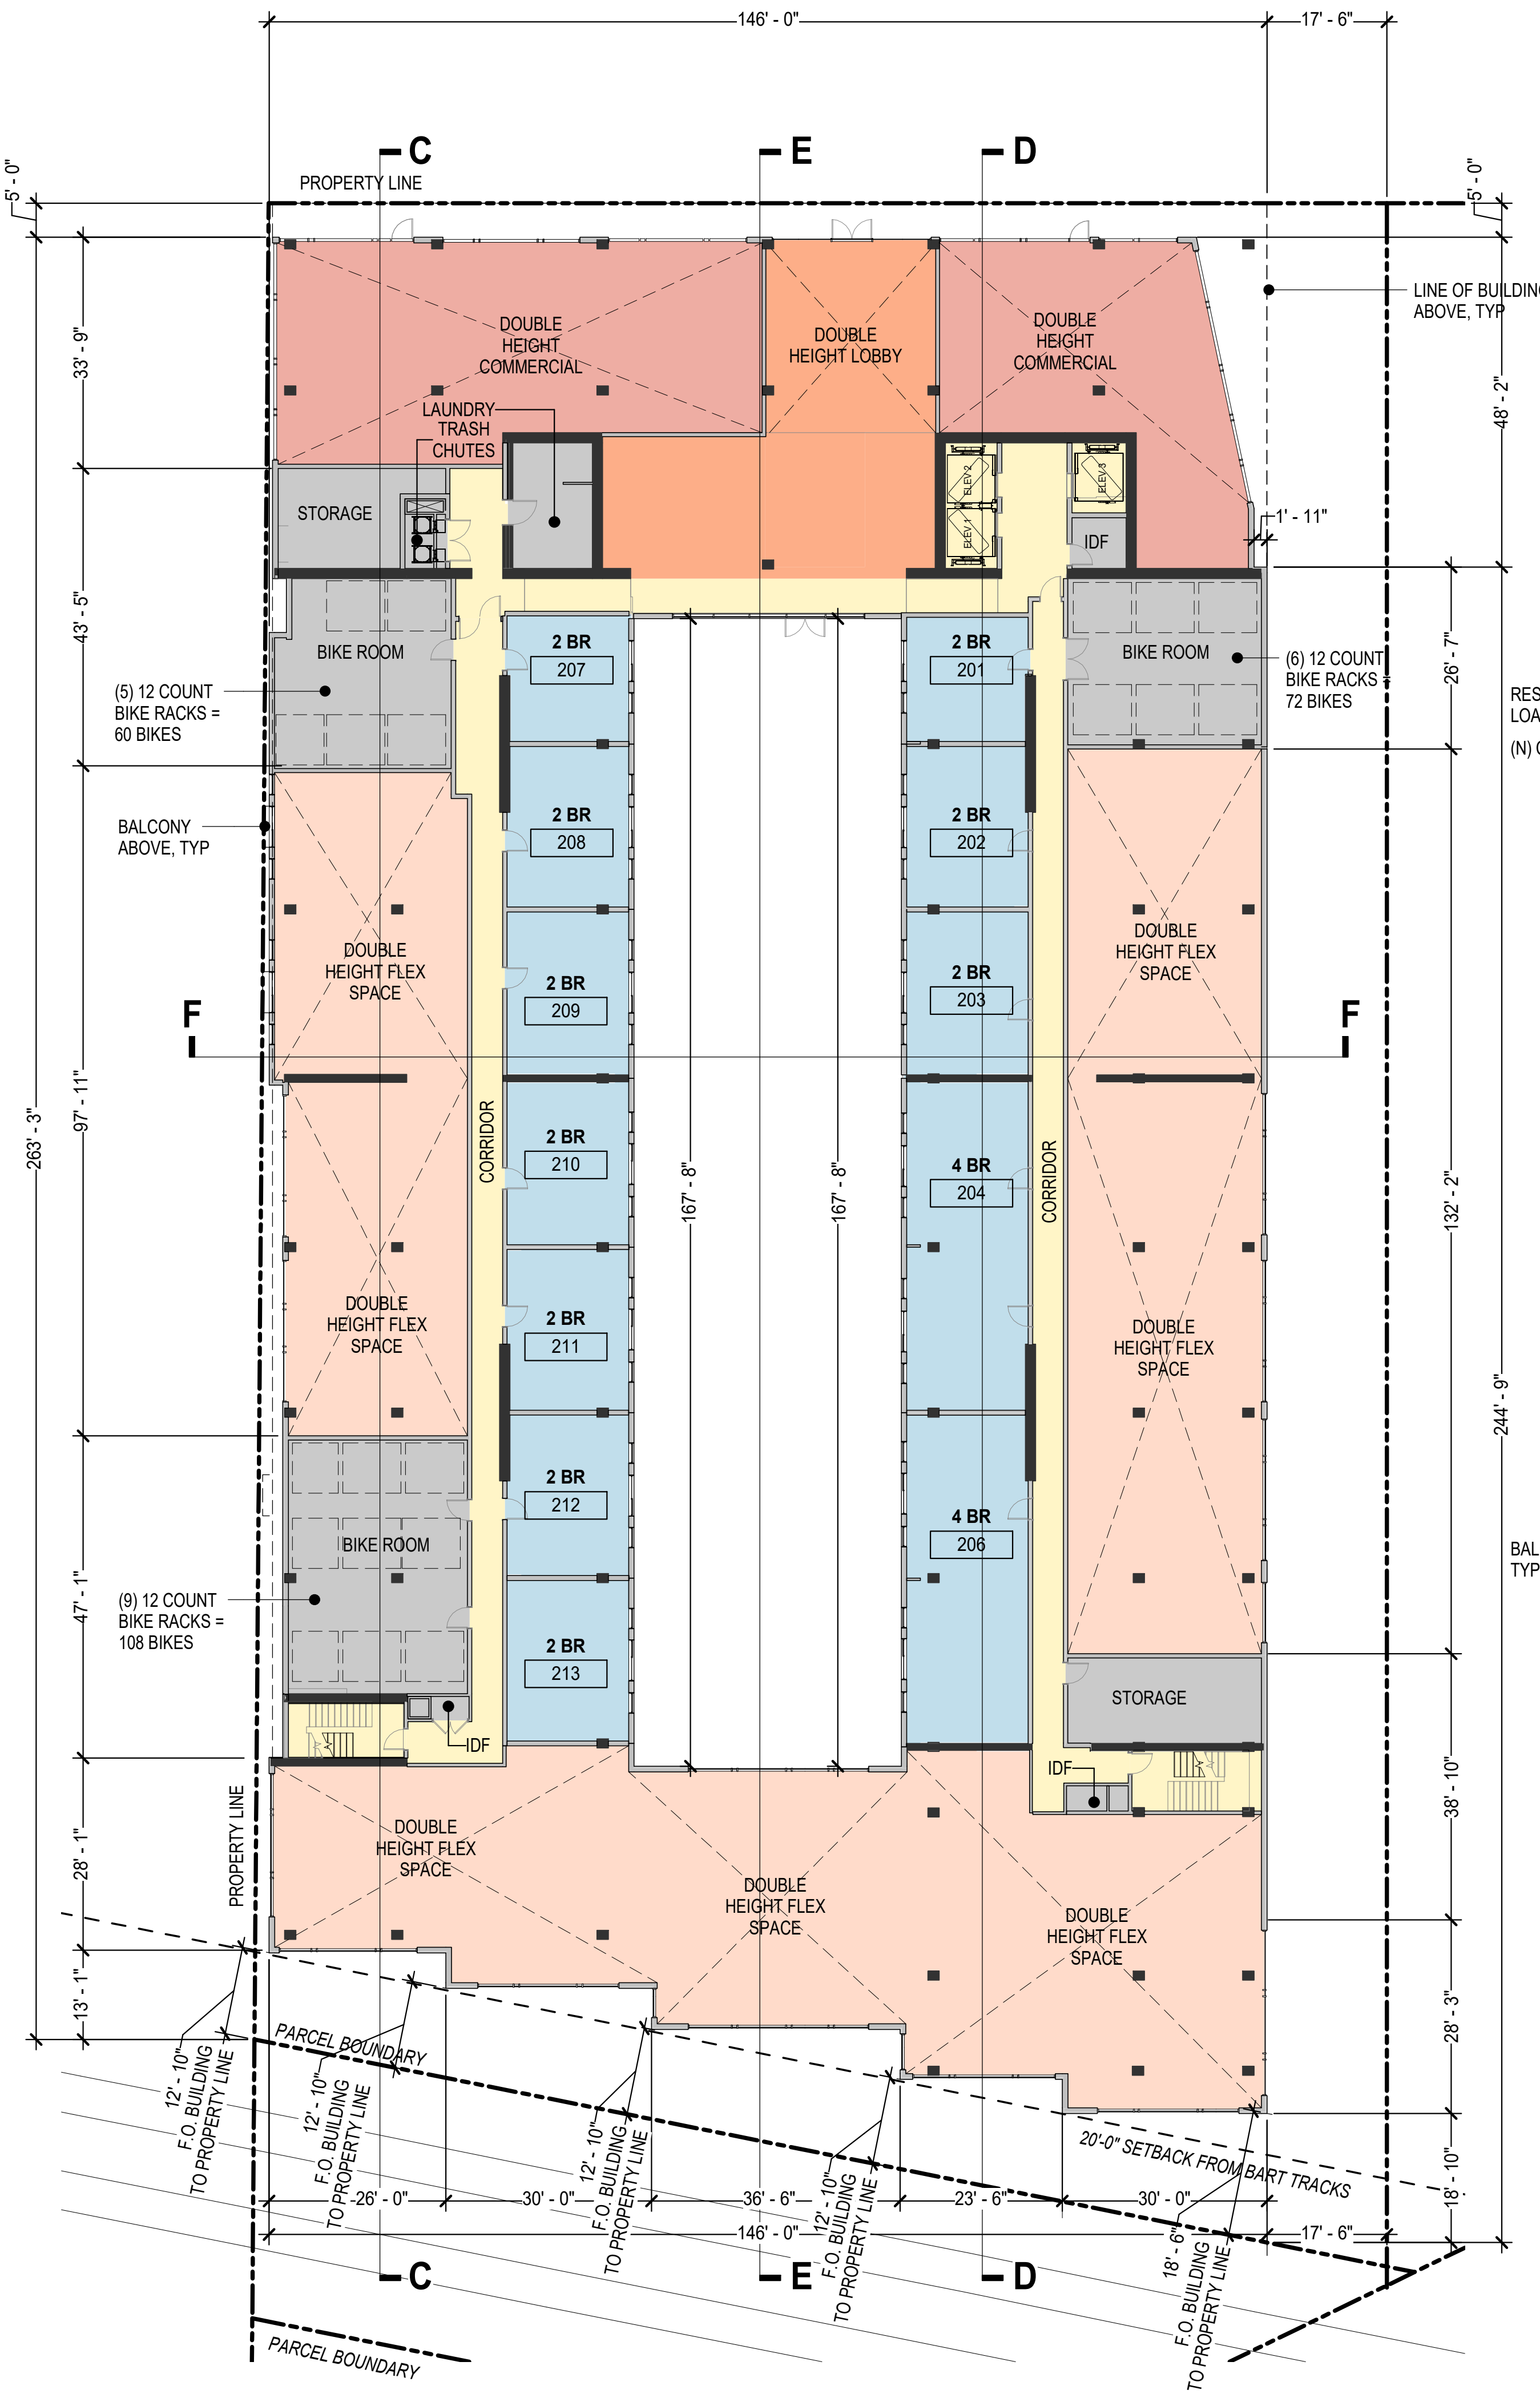 146' - 0"
17' - 6"
C
E
D
PROPERTY LINE
5' - 0"
5' - 0"
LINE OF BUILDING
ABOVE, TYP
33' - 9"
48' - 2"
DOUBLE
HEIGHT
COMMERCIAL
DOUBLE
HEIGHT LOBBY
DOUBLE
HEIGHT
COMMERCIAL
LAUNDRY
TRASH
CHUTES
STORAGE
ELEV 2
ELEV 1
ELEV 3
IDF
1' - 11"
43' - 5"
26' - 7"
BIKE ROOM
2 BR
207
2 BR
201
BIKE ROOM
(5) 12 COUNT
BIKE RACKS =
60 BIKES
(6) 12 COUNT
BIKE RACKS =
72 BIKES
RES
LOA
(N)
BALCONY
ABOVE, TYP
2 BR
208
2 BR
202
DOUBLE
HEIGHT FLEX
SPACE
2 BR
209
2 BR
203
DOUBLE
HEIGHT FLEX
SPACE
F
F
263' - 3"
97' - 11"
CORRIDOR
2 BR
210
167' - 8"
167' - 8"
4 BR
204
CORRIDOR
132' - 2"
244' - 9"
DOUBLE
HEIGHT FLEX
SPACE
2 BR
211
DOUBLE
HEIGHT FLEX
SPACE
2 BR
212
4 BR
206
BIKE ROOM
BAL
TYP
(9) 12 COUNT
BIKE RACKS =
108 BIKES
47' - 1"
2 BR
213
STORAGE
IDF
IDF
38' - 10"
PROPERTY LINE
28' - 1"
DOUBLE
HEIGHT FLEX
SPACE
DOUBLE
HEIGHT FLEX
SPACE
DOUBLE
HEIGHT FLEX
SPACE
13' - 1"
28' - 3"
PARCEL BOUNDARY
12' - 10"
F.O. BUILDING
TO PROPERTY LINE
12' - 10"
F.O. BUILDING
TO PROPERTY LINE
12' - 10"
F.O. BUILDING
TO PROPERTY LINE
12' - 10"
F.O. BUILDING
TO PROPERTY LINE
18' - 6"
F.O. BUILDING
TO PROPERTY LINE
20'-0" SETBACK FROM BART TRACKS
18' - 10"
26' - 0"
30' - 0"
36' - 6"
23' - 6"
30' - 0"
146' - 0"
17' - 6"
C
E
D
PARCEL BOUNDARY